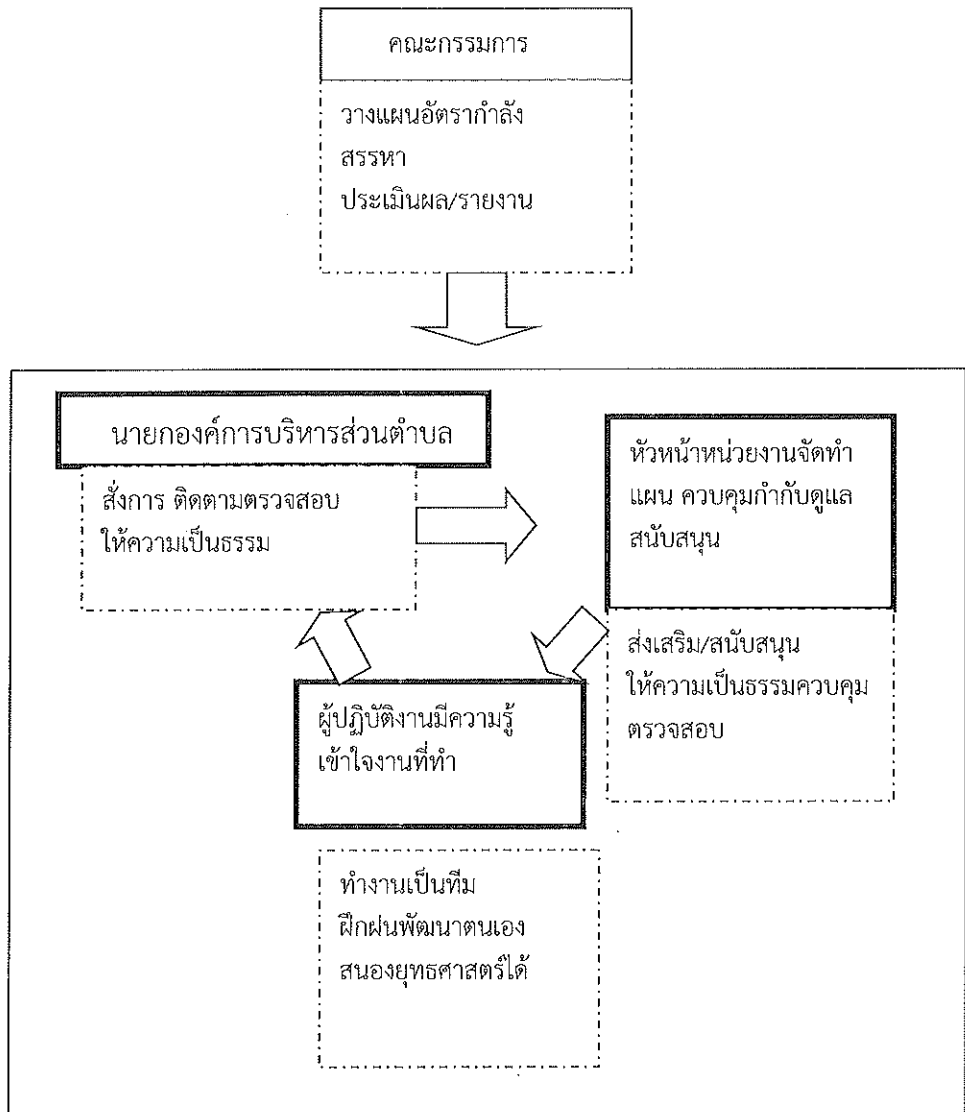 คณะกรรมการ
วางแผนอัตรากำลัง
สรรหา
ประเมินผล/รายงาน
นายกองค์การบริหารส่วนตำบล
สั่งการ ติดตามตรวจสอบ
ให้ความเป็นธรรม
หัวหน้าหน่วยงานจัดทำ
แผน ควบคุมกำกับดูแล
สนับสนุน
ส่งเสริม/สนับสนุน
ให้ความเป็นธรรมควบคุม
ตรวจสอบ
ผู้ปฏิบัติงานมีความรู้
เข้าใจงานที่ทำ
ทำงานเป็นทีม
ฝึกฝนพัฒนาตนเอง
สนองยุทธศาสตร์ได้